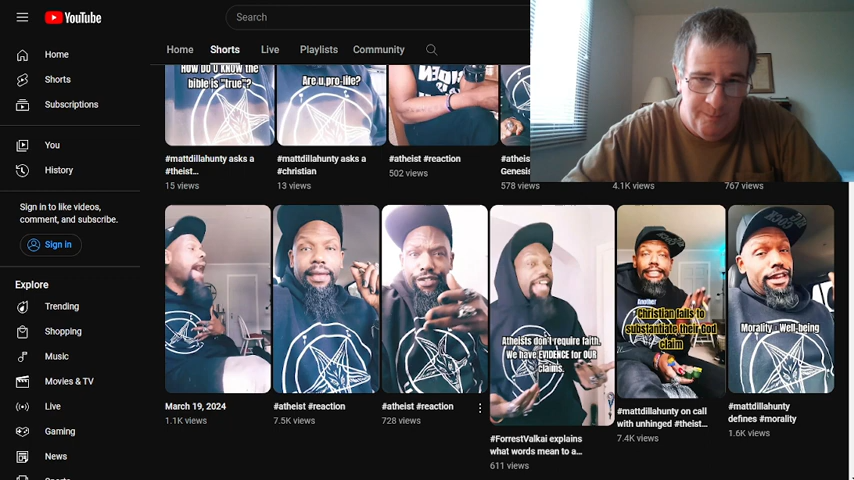 YouTube
Search
Home
Shorts
Live
Playlists
Community
Home
Shorts
Subscriptions
You
History
Sign in to like videos,
comment, and subscribe.
Sign in
Explore
Trending
Shopping
Music
Movies & TV
Live
Gaming
News
HOW DO U KNOW THE
bible is "true"?
Are u pro-life?
#mattdillahunty asks a
#theist...
15 views
#mattdillahunty asks a
#christian
13 views
#atheist #reaction
502 views
#atheis
Genesis
578 views
4.1K views
767 views
Atheists don't require faith.
We have EVIDENCE for OUR
claims.
Another
Christian fails to
substantiate their God
claim
Morality - Well-being
March 19, 2024
1.1K views
#atheist #reaction
7.5K views
#atheist #reaction
728 views
#ForrestValkai explains
what words mean to a...
611 views
#mattdillahunty on call
with unhinged #theist...
7.4K views
#mattdillahunty
defines #morality
1.6K views